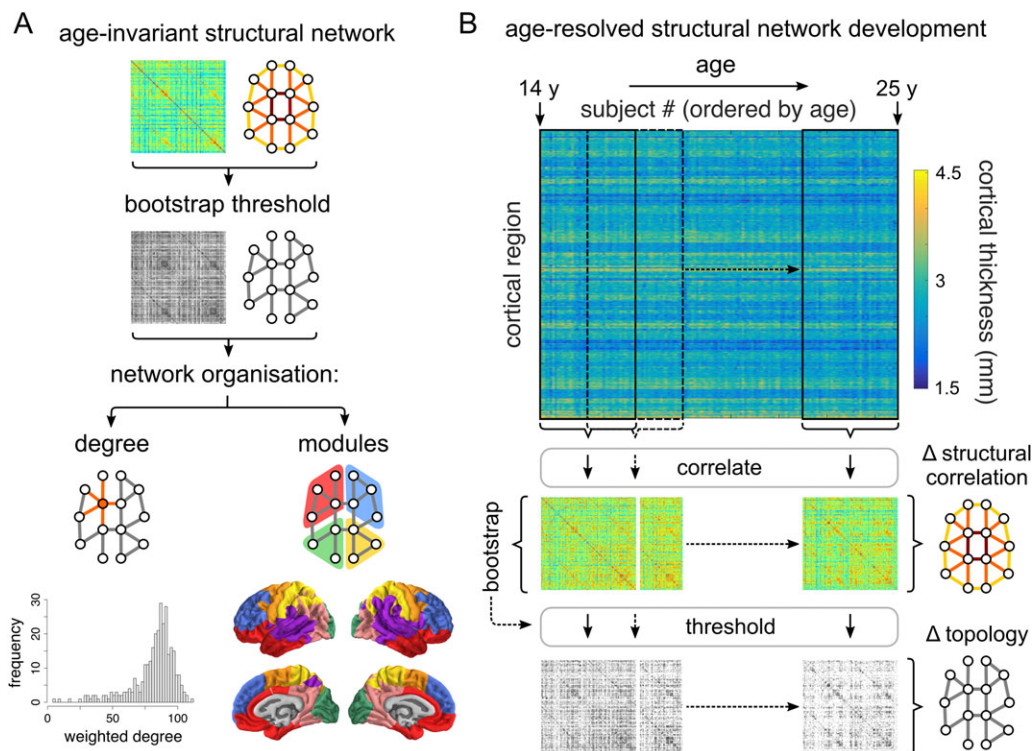 A
age-invariant structural network
bootstrap threshold
network organisation:
degree
modules
frequency
0
10
20
30
0
50
100
weighted degree
B
age-resolved structural network development
age
14 y
25 y
subject # (ordered by age)
cortical region
4.5
3
1.5
cortical thickness (mm)
correlate
Δ structural
correlation
bootstrap
threshold
Δ topology